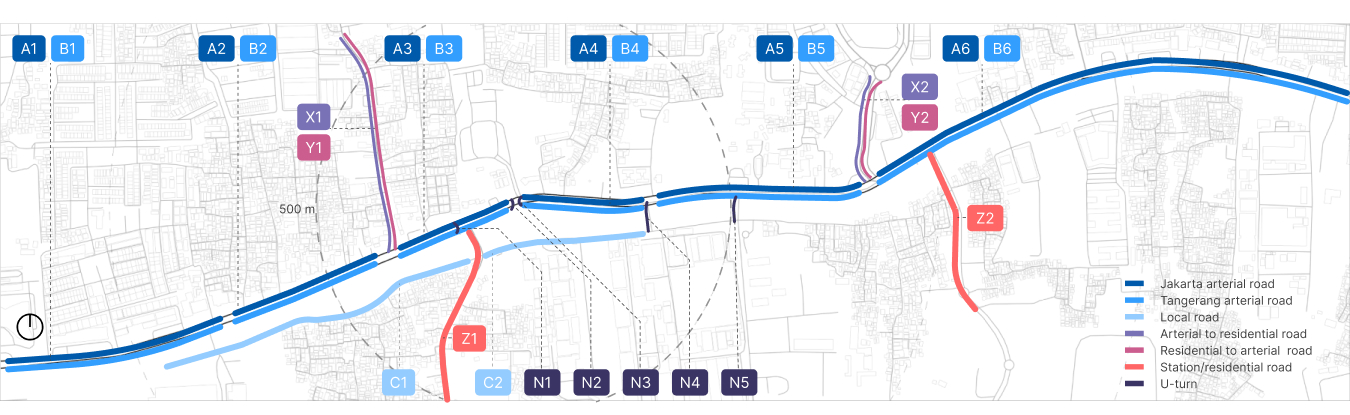 A1 B1 A2 B2 A3 B3 A4 B4 A5 B5 A6 B6
X1
Y1
X2
Y2
500 m
Z2
Z1
C1 C2 N1 N2 N3 N4 N5
Jakarta arterial road
Tangerang arterial road
Local road
Arterial to residential road
Residential to arterial road
Station/residential road
U-turn